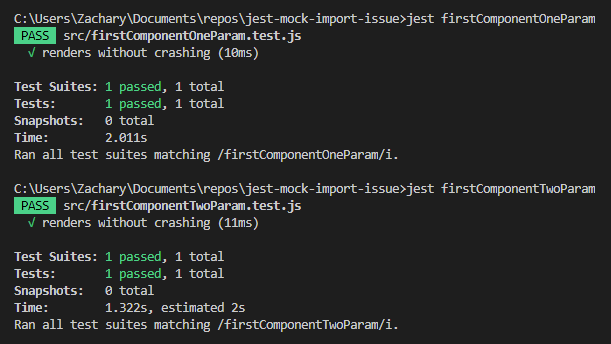 C:\Users\Zachary\Documents\repos\jest-mock-import-issue>jest firstComponentOneParam
PASS src/firstComponentOneParam.test.js
√ renders without crashing (10ms)
Test Suites: 1 passed, 1 total
Tests: 1 passed, 1 total
Snapshots: 0 total
Time: 2.011s
Ran all test suites matching /firstComponentOneParam/i.
C:\Users\Zachary\Documents\repos\jest-mock-import-issue>jest firstComponentTwoParam
PASS src/firstComponentTwoParam.test.js
√ renders without crashing (11ms)
Test Suites: 1 passed, 1 total
Tests: 1 passed, 1 total
Snapshots: 0 total
Time: 1.322s, estimated 2s
Ran all test suites matching /firstComponentTwoParam/i.